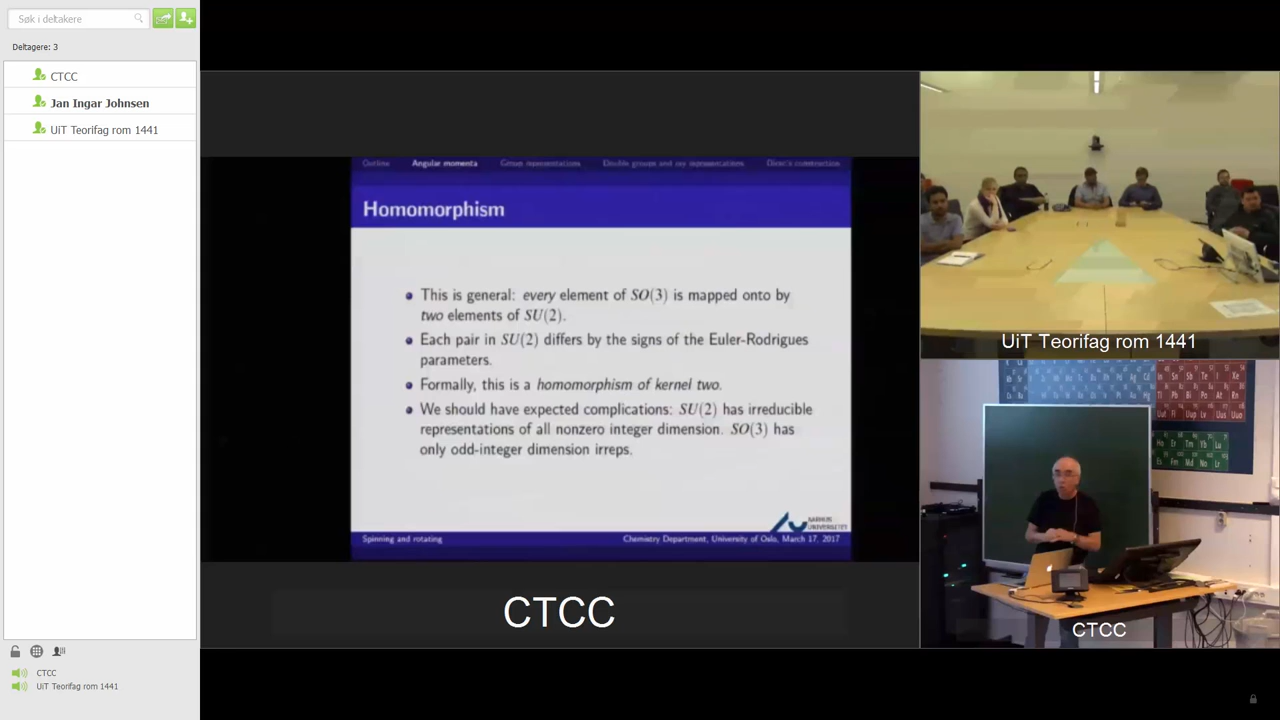 Søk i deltakere
Deltagere: 3
CTCC
Jan Ingar Johnsen
UiT Teorifag rom 1441
CTCC
UiT Teorifag rom 1441
Outline Angular momenta Group representations Double groups and ray representations Dirac's construction
Homomorphism
This is general: every element of SO(3) is mapped onto by
two elements of SU(2).
Each pair in SU(2) differs by the signs of the Euler-Rodrigues
parameters.
Formally, this is a homomorphism of kernel two.
We should have expected complications: SU(2) has irreducible
representations of all nonzero integer dimension. SO(3) has
only odd-integer dimension irreps.
AARHUS
UNIVERSITET
Spinning and rotating Chemistry Department, University of Oslo, March 17, 2017
CTCC
UiT Teorifag rom 1441
CTCC